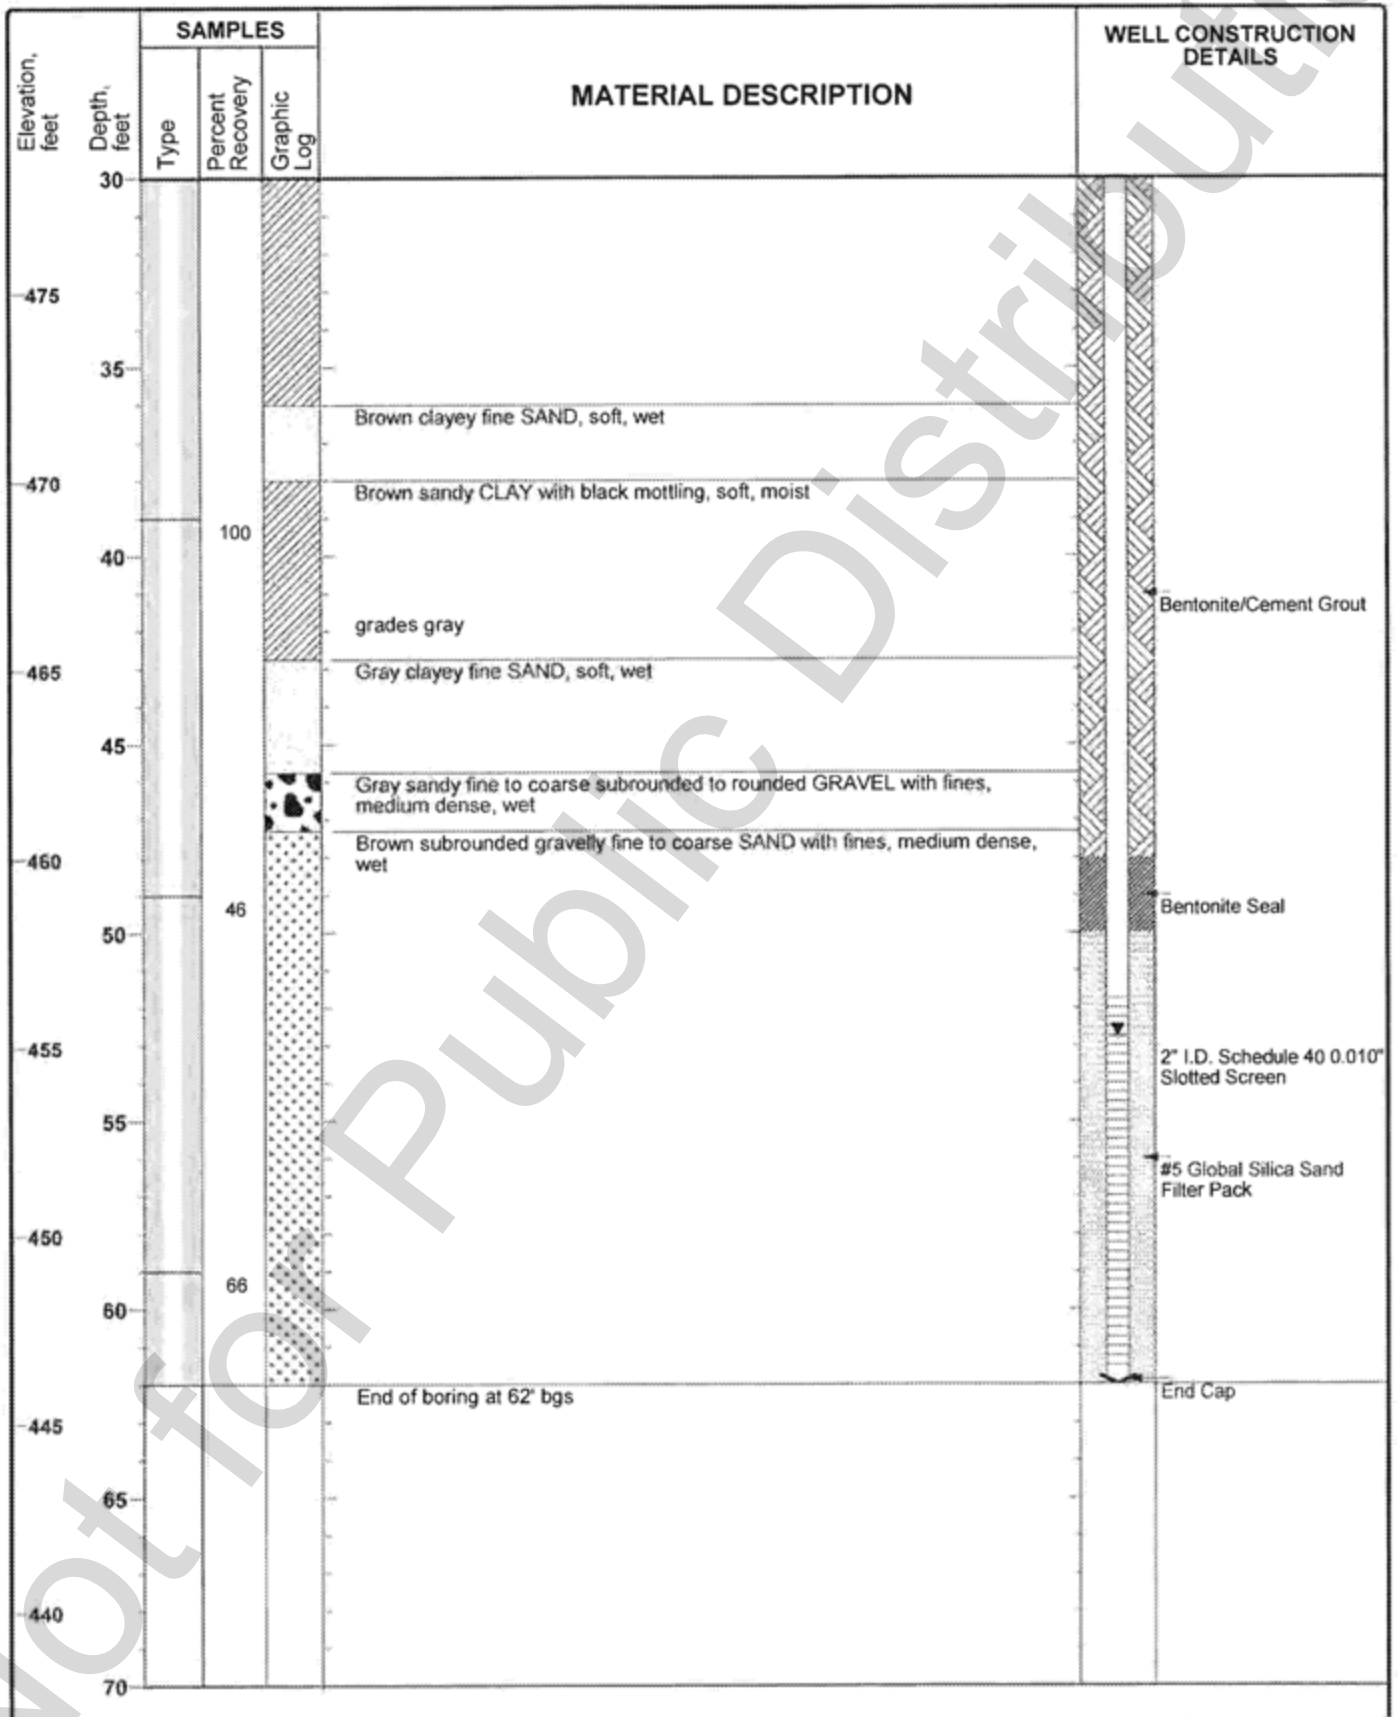 SAMPLES
WELL CONSTRUCTION
DETAILS
Elevation,
feet
Depth,
feet
Type
Percent
Recovery
Graphic
Log
MATERIAL DESCRIPTION
30
475
35
Brown clayey fine SAND, soft, wet
470
Brown sandy CLAY with black mottling, soft, moist
100
40
Bentonite/Cement Grout
grades gray
465
Gray clayey fine SAND, soft, wet
45
Gray sandy fine to coarse subrounded to rounded GRAVEL with fines,
medium dense, wet
460
Brown subrounded gravelly fine to coarse SAND with fines, medium dense,
wet
46
Bentonite Seal
50
455
2" I.D. Schedule 40 0.010"
Slotted Screen
55
#5 Global Silica Sand
Filter Pack
450
66
60
End of boring at 62' bgs
End Cap
445
65
440
70
Not for Public Distributi